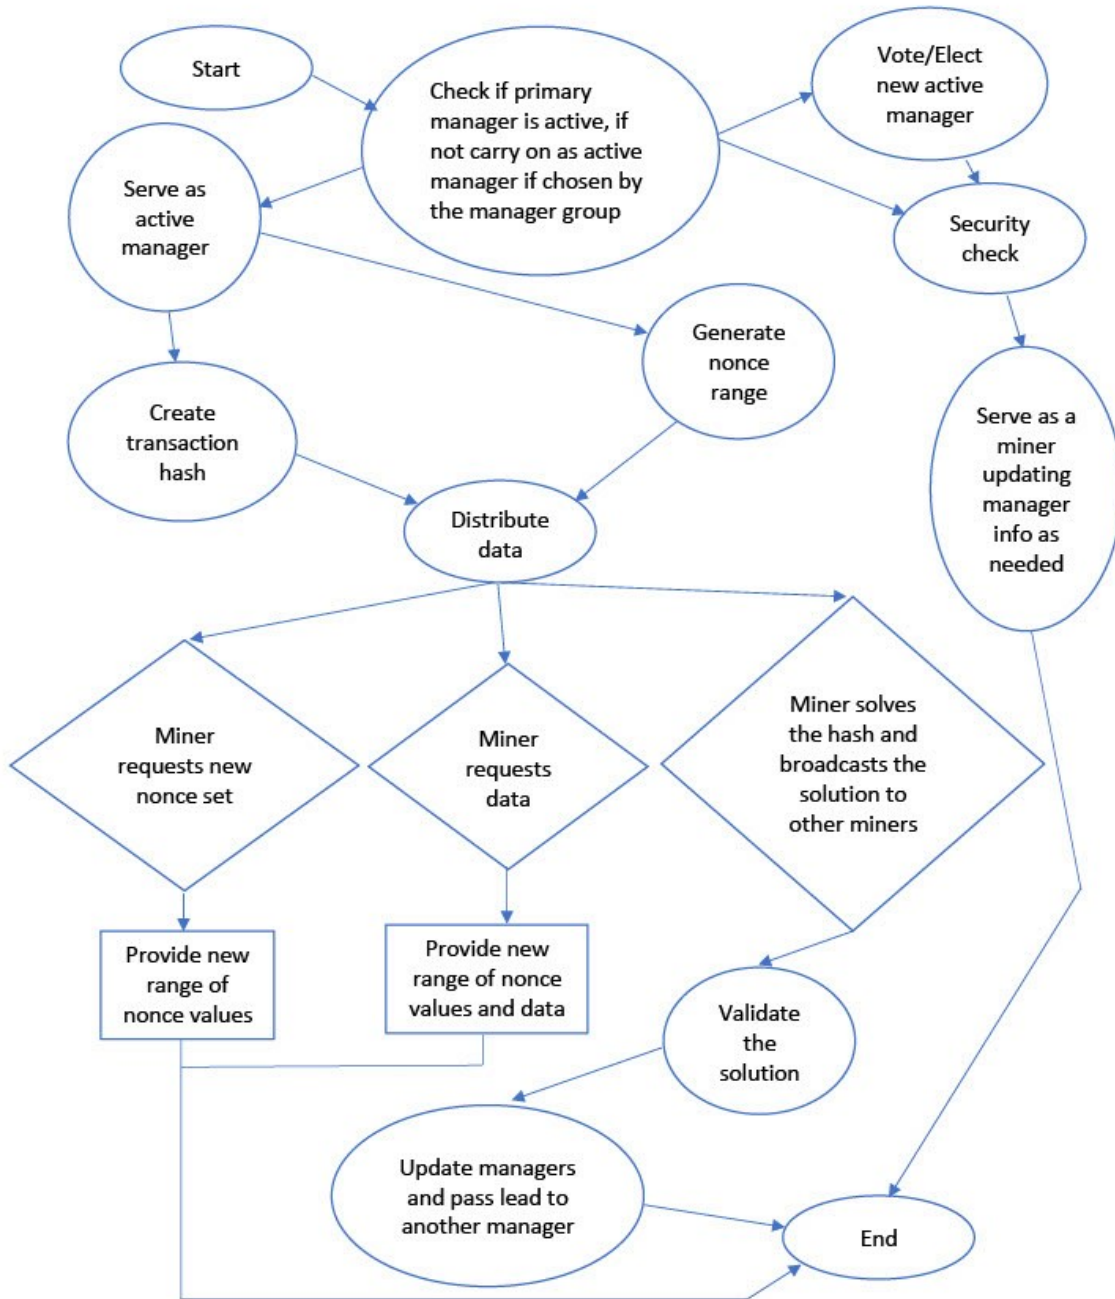 Start
Check if primary
manager is active, if
not carry on as active
manager if chosen by
the manager group
Vote/Elect
new active
manager
Serve as
active
manager
Security
check
Generate
nonce
range
Create
transaction
hash
Serve as a
miner
updating
manager
info as
needed
Distribute
data
Miner
requests new
nonce set
Miner
requests
data
Miner solves
the hash and
broadcasts the
solution to
other miners
Provide new
range of
nonce values
Provide new
range of nonce
values and data
Validate
the
solution
Update managers
and pass lead to
another manager
End